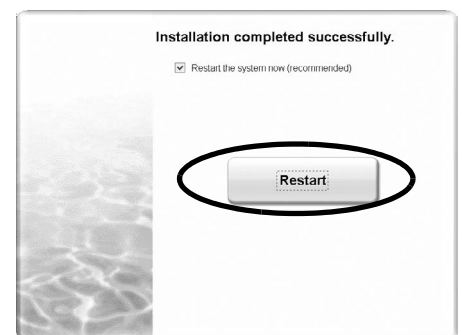 Installation completed successfully.
Restart the system now (recommended)
Restart